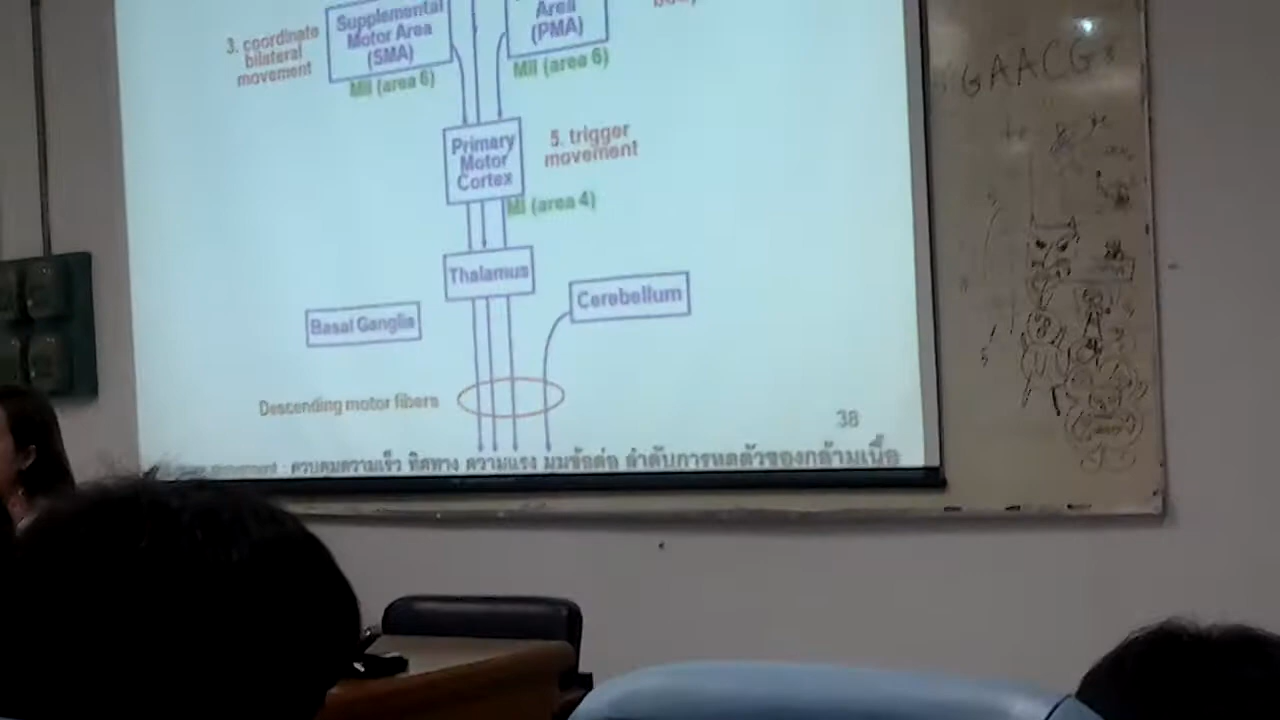 3. coordinate
bilateral
movement
Supplemental
Motor Area
(SMA)
MII (area 6)
Area
(PMA)
MII (area 6)
body
Primary
Motor
Cortex
5. trigger
movement
MI (area 4)
Thalamus
Cerebellum
Basal Ganglia
Descending motor fibers
38
ควบคุมความเร็ว ทิศทาง ความแรง มุมข้อต่อ ลำดับการหดตัวของกล้ามเนื้อ
GAACG